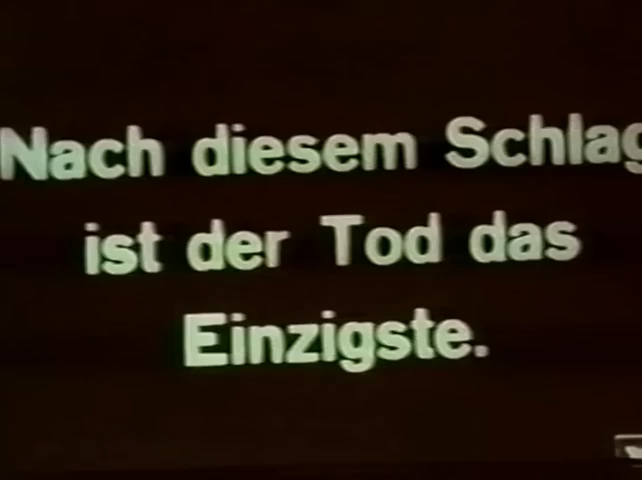 Nach diesem Schlag
ist der Tod das
Einzigste.